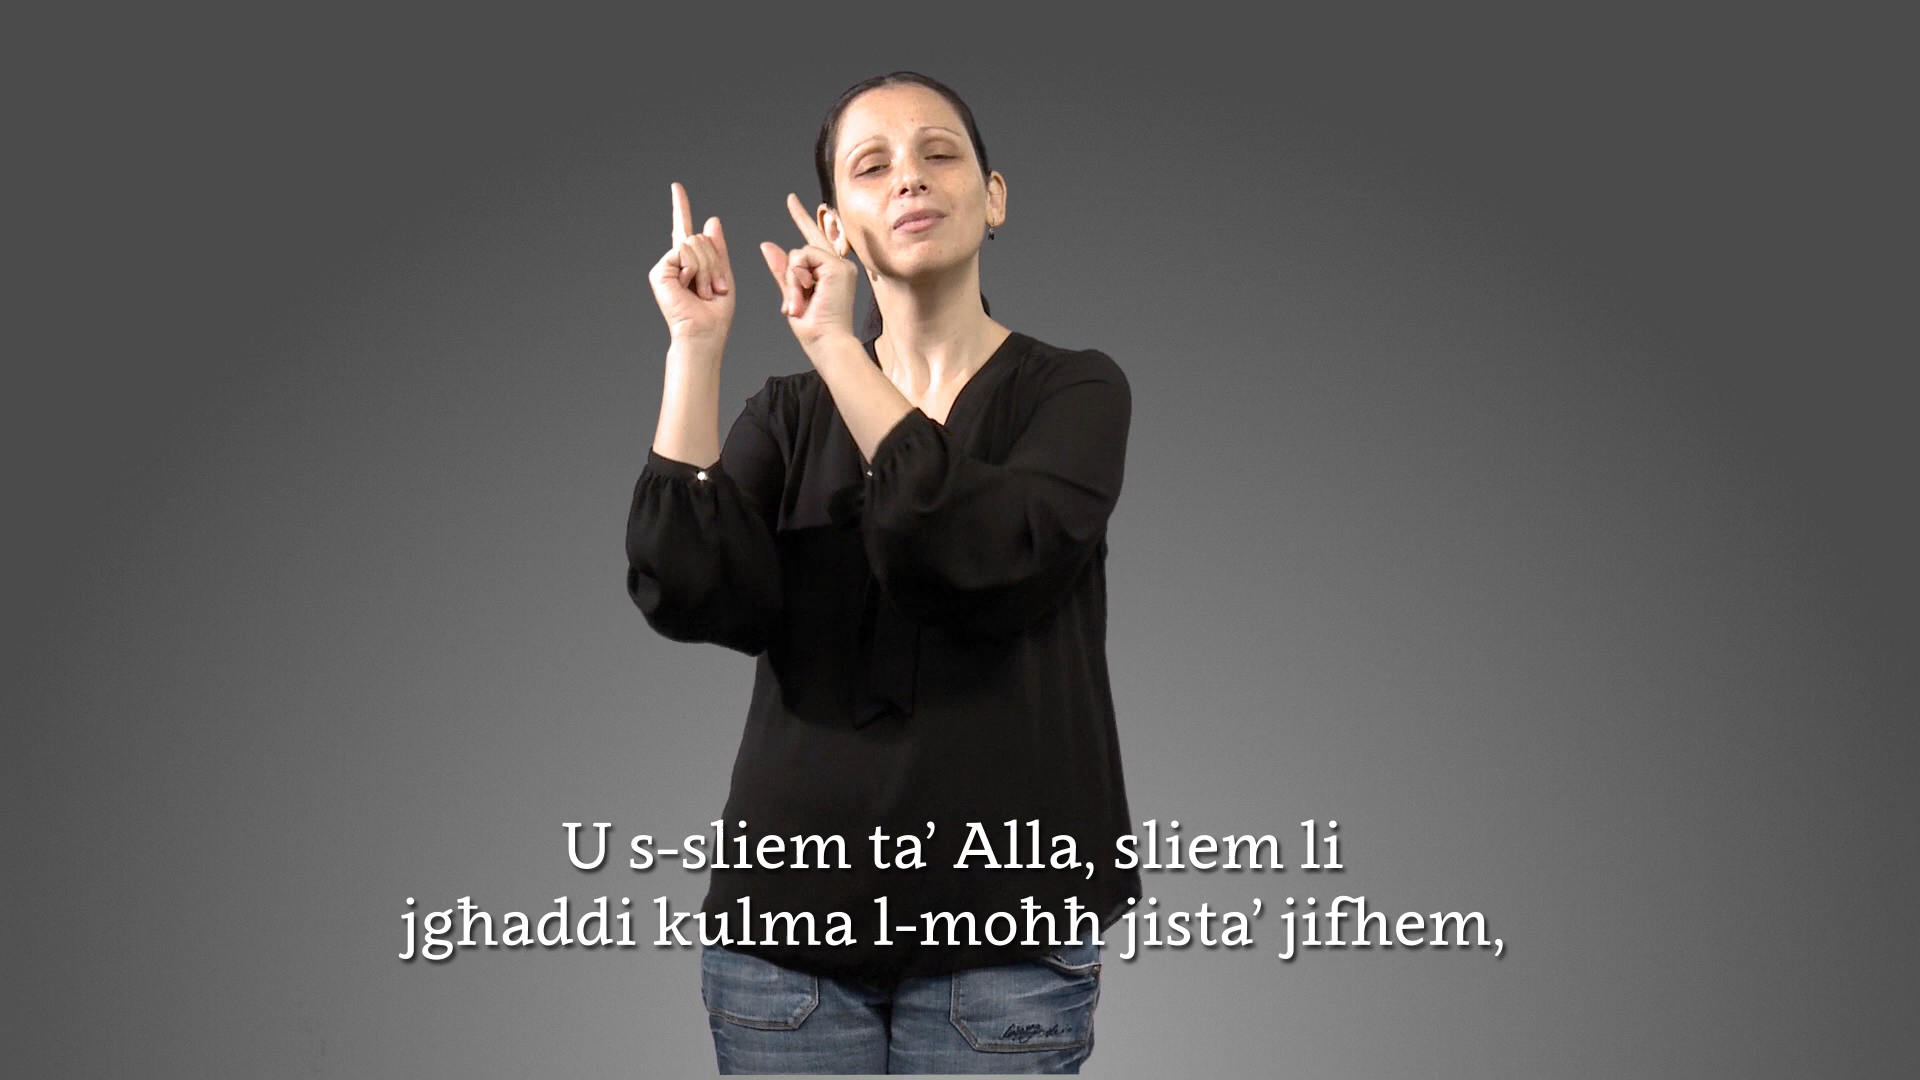 U s-sliem ta’ Alla, sliem li
jgħaddi kulma l-moħħ jista’ jifhem,